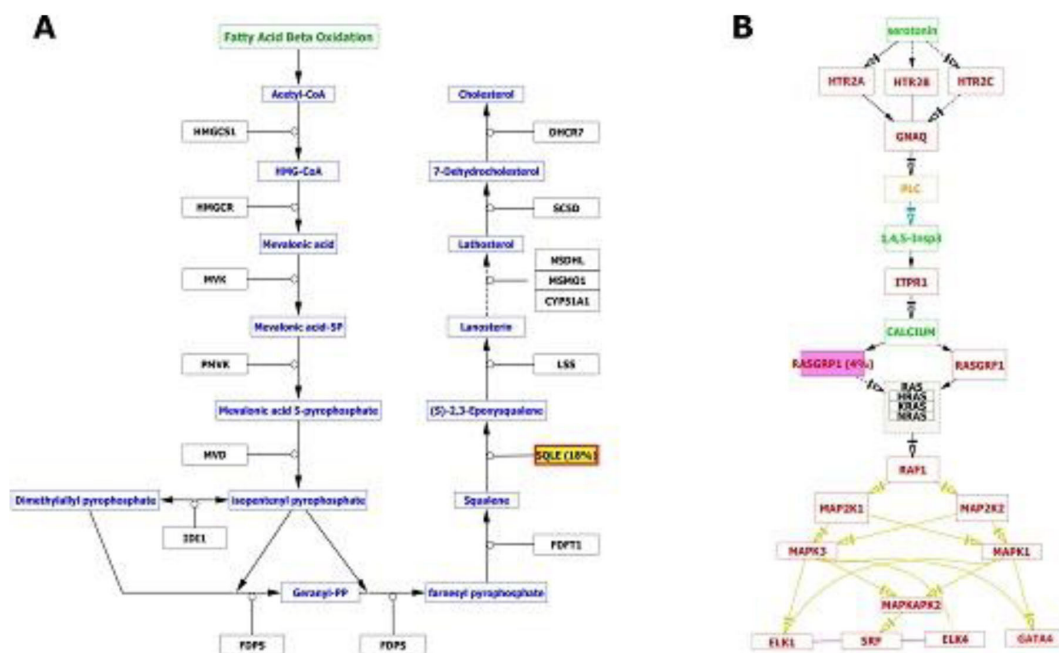 A
Fatty Acid Beta Oxidation
Acetyl-CoA
HMGCS1
HMG-CoA
HMGCR
Mevalonic acid
MVK
Mevalonic acid-5P
PMVK
Mevalonic acid 5-pyrophosphate
MVD
Dimethylallyl pyrophosphate
isopentenyl pyrophosphate
IDI1
Geranyl-PP
farnesyl pyrophosphate
FDPS
FDPS
Cholesterol
DHCR7
7-Dehydrocholesterol
SC5D
Lathosterol
NSDHL
MSMO1
CYP51A1
Lanosterin
LSS
(S)-2,3-Epoxysqualene
SQLE (18%)
Squalene
FDFT1
B
serotonin
HTR2A
HTR2B
HTR2C
GNAQ
PLC
1,4,5-Insp3
ITPR1
CALCIUM
RASGRP1 (4%)
RASGRF1
RAS
HRAS
KRAS
NRAS
RAF1
MAP2K1
MAP2K2
MAPK3
MAPK1
MAPKAPK2
ELK1
SRF
ELK4
GATA4